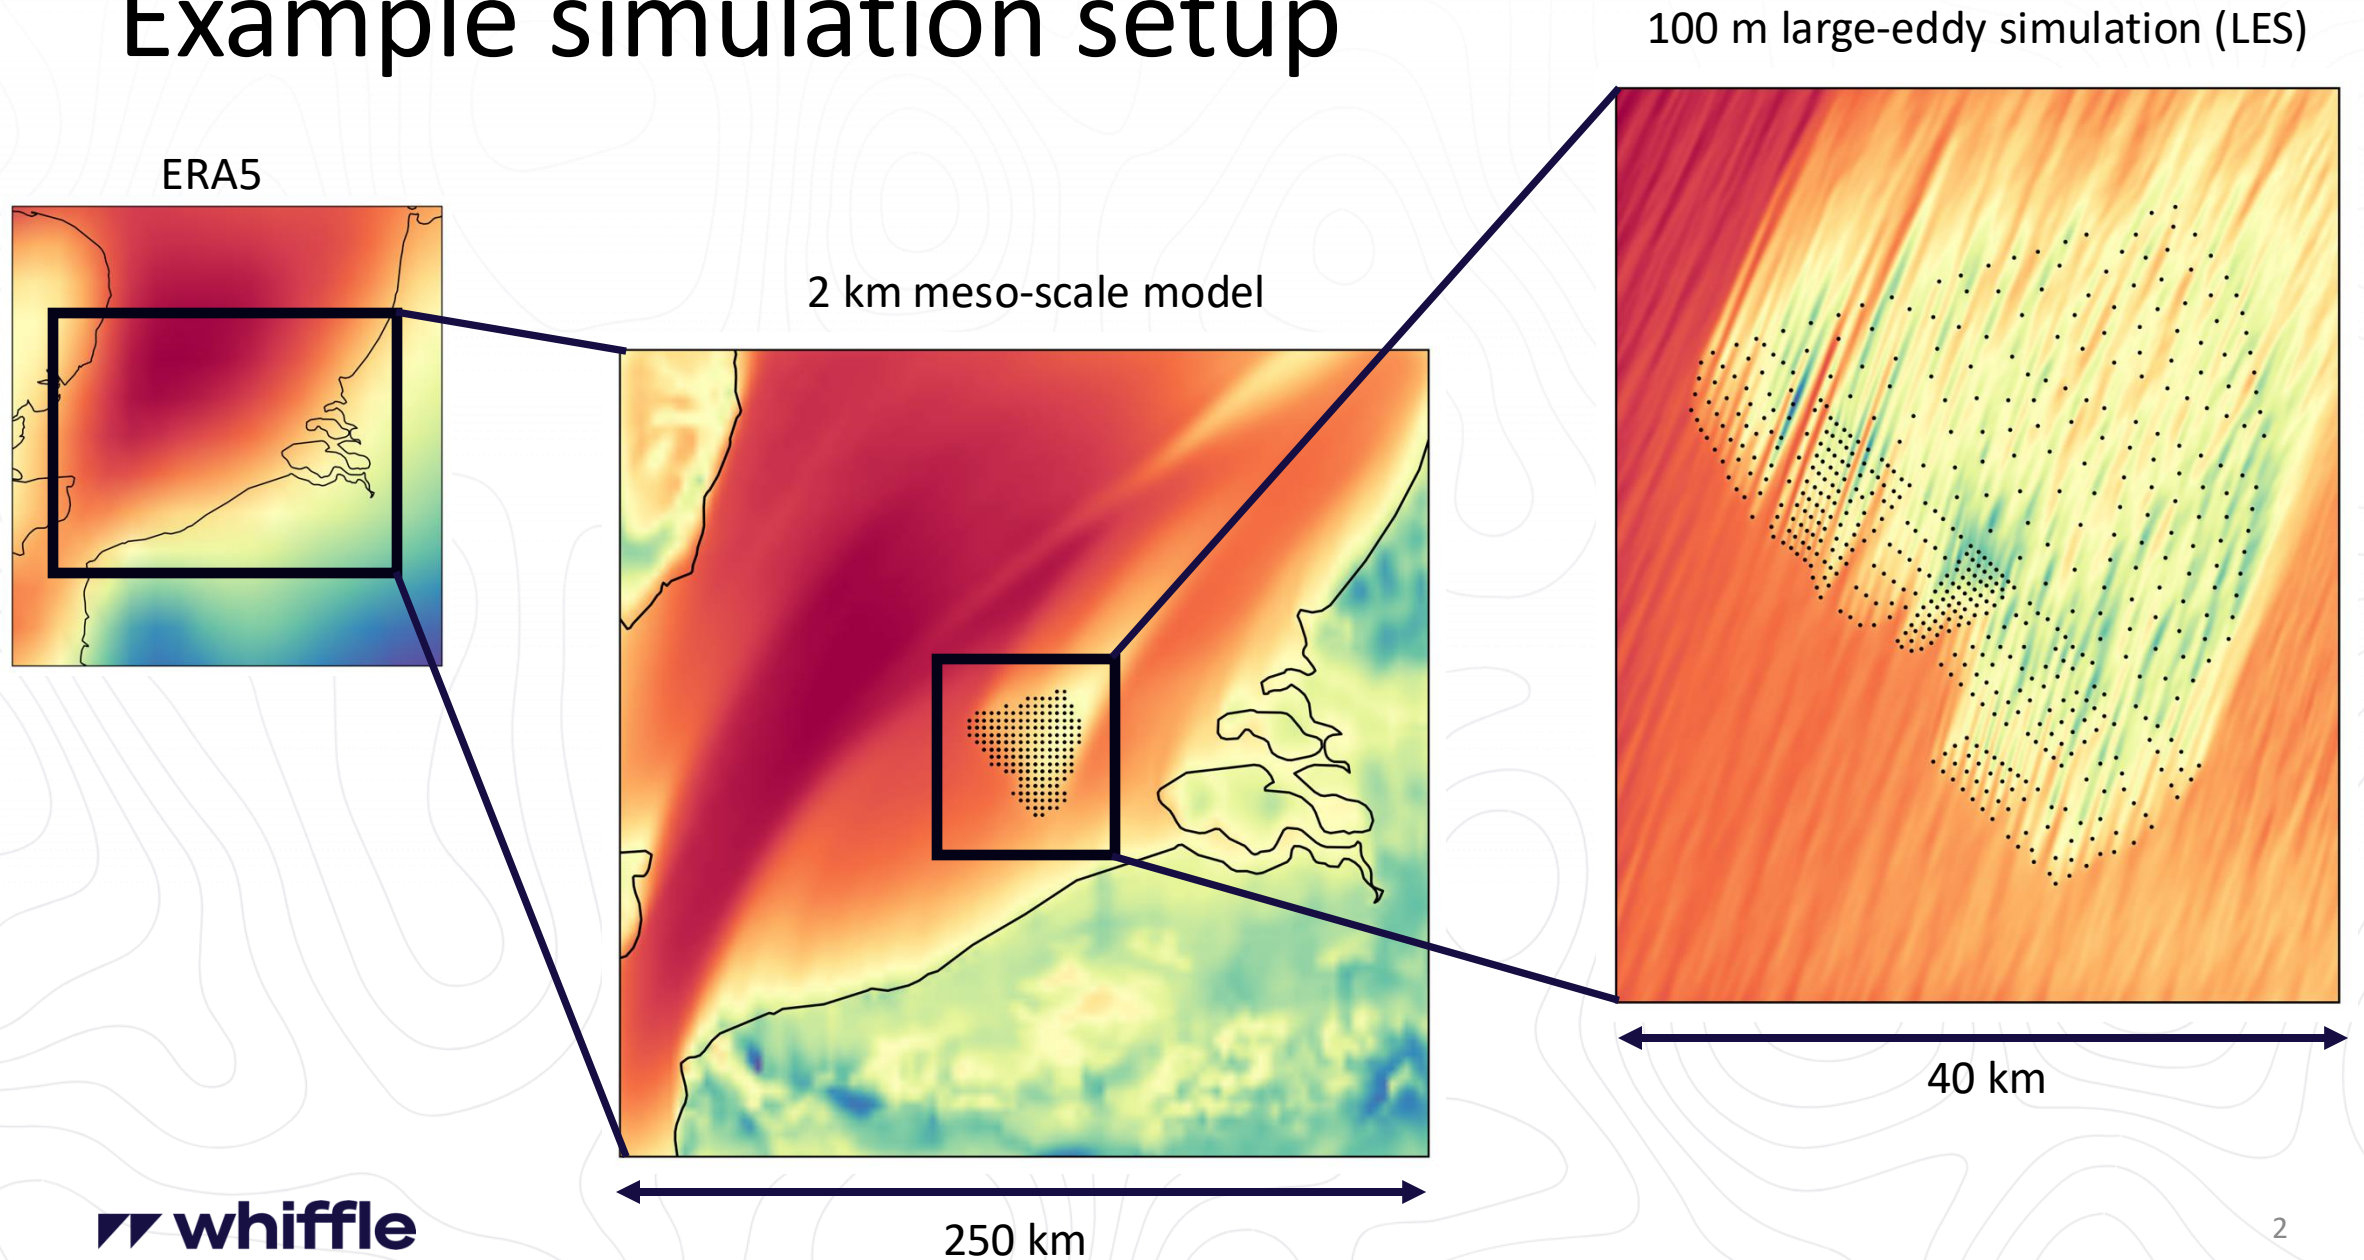 Example simulation setup
100 m large-eddy simulation (LES)
ERA5
2 km meso-scale model
40 km
250 km
whiffle
2